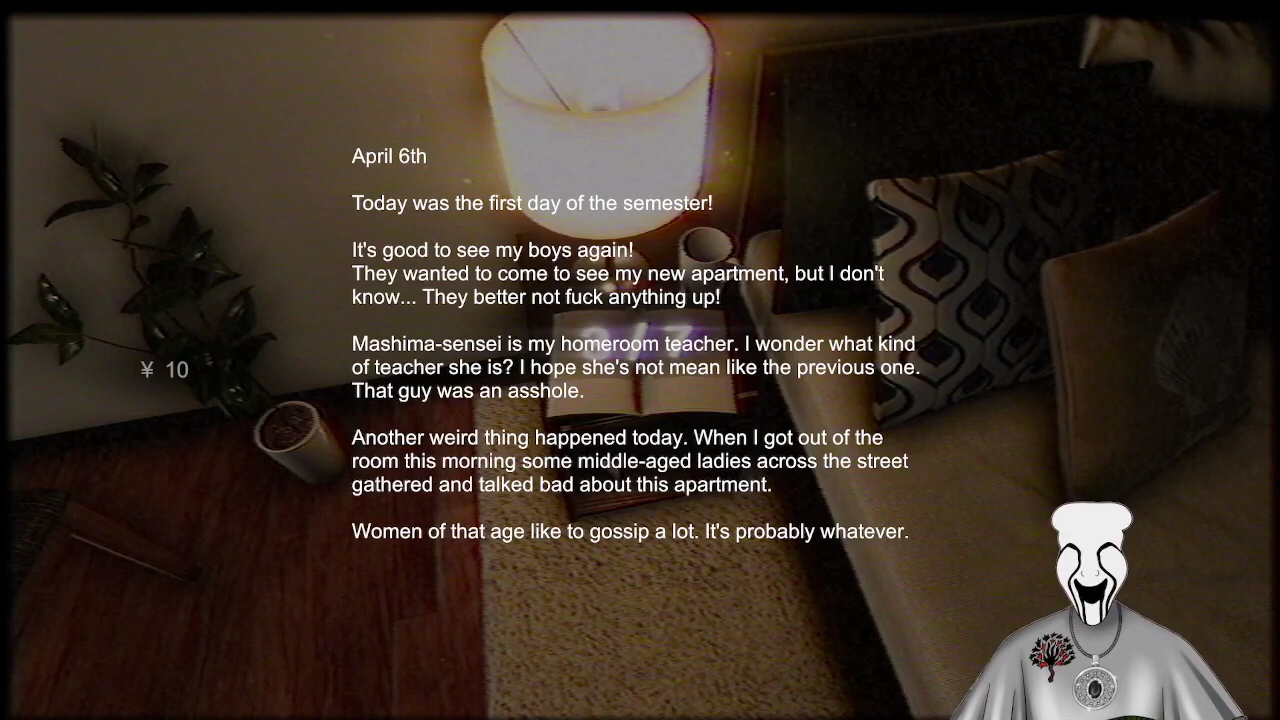 April 6th
Today was the first day of the semester!
It's good to see my boys again!
They wanted to come to see my new apartment, but I don't
know... They better not fuck anything up!
3/7
Mashima-sensei is my homeroom teacher. I wonder what kind
of teacher she is? I hope she's not mean like the previous one.
¥ 10
That guy was an asshole.
Another weird thing happened today. When I got out of the
room this morning some middle-aged ladies across the street
gathered and talked bad about this apartment.
Women of that age like to gossip a lot. It's probably whatever.